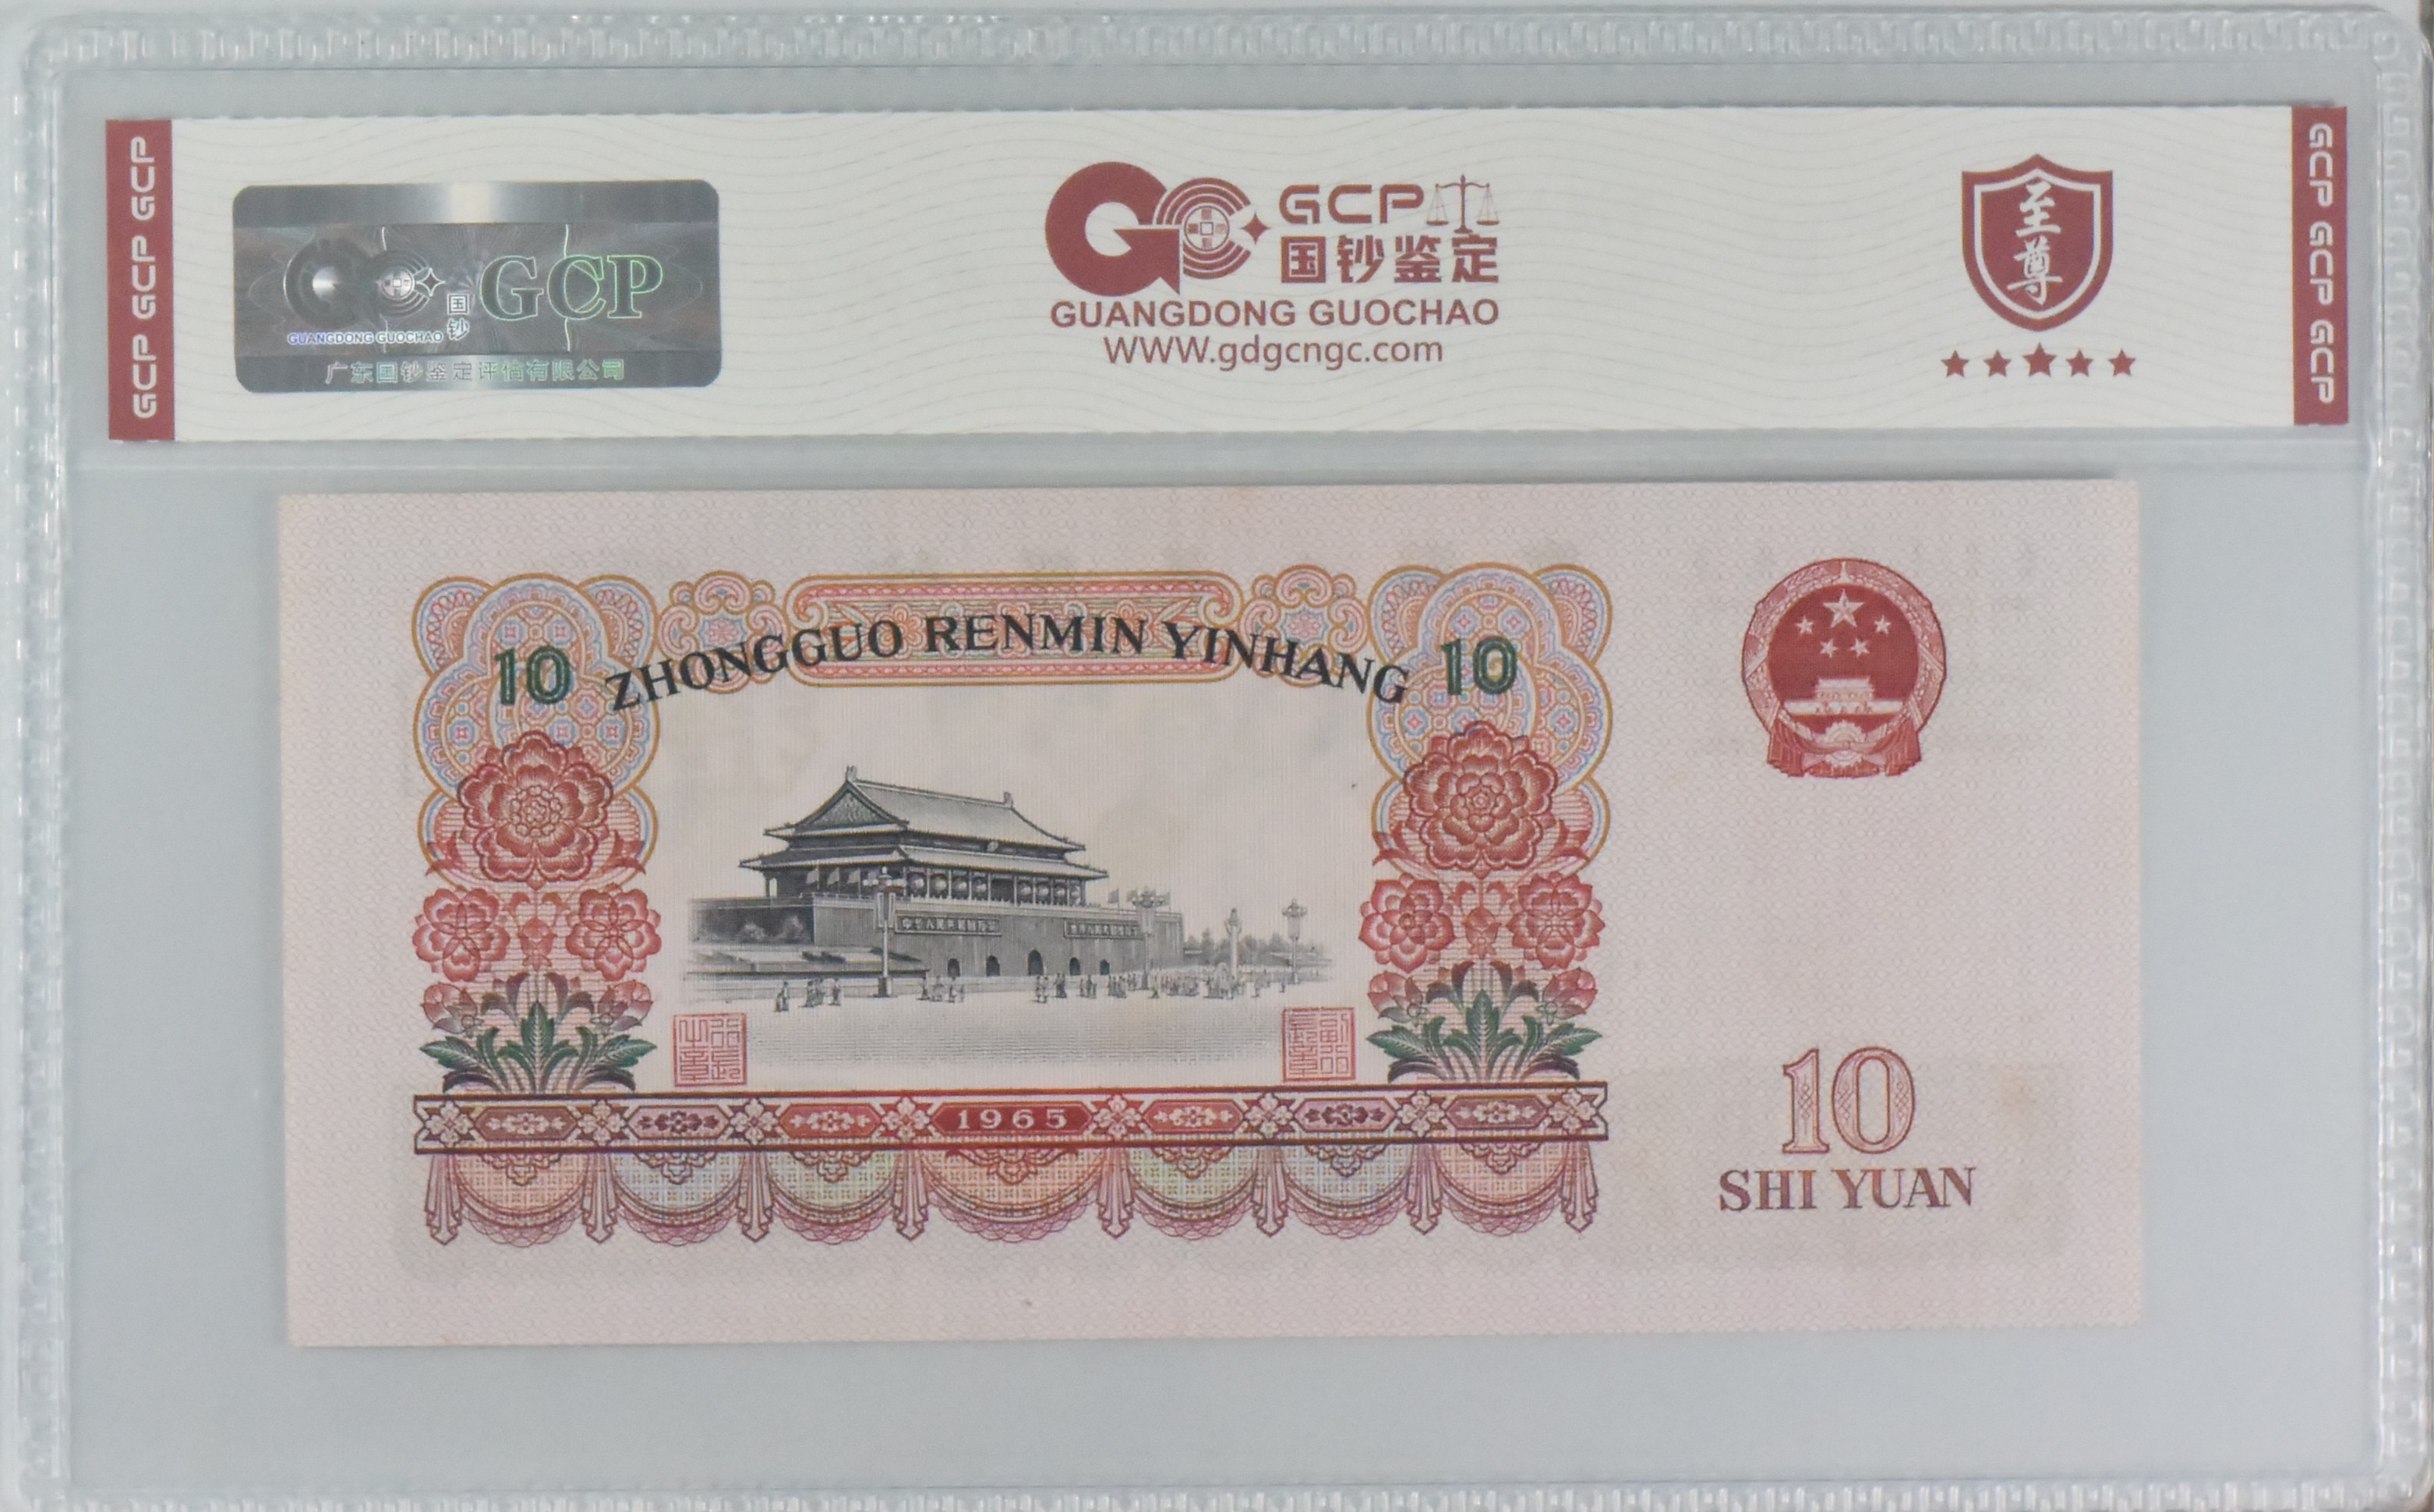 GCP GCP GCP
国钞 GCP
GUANGDONG GUOCHAO
广东国钞鉴定评估有限公司
GCP
国钞鉴定
GUANGDONG GUOCHAO
WWW.gdgcngc.com
至尊
GCP GCP GCP
10 ZHONGGUO RENMIN YINHANG 10
1965
10
SHI YUAN